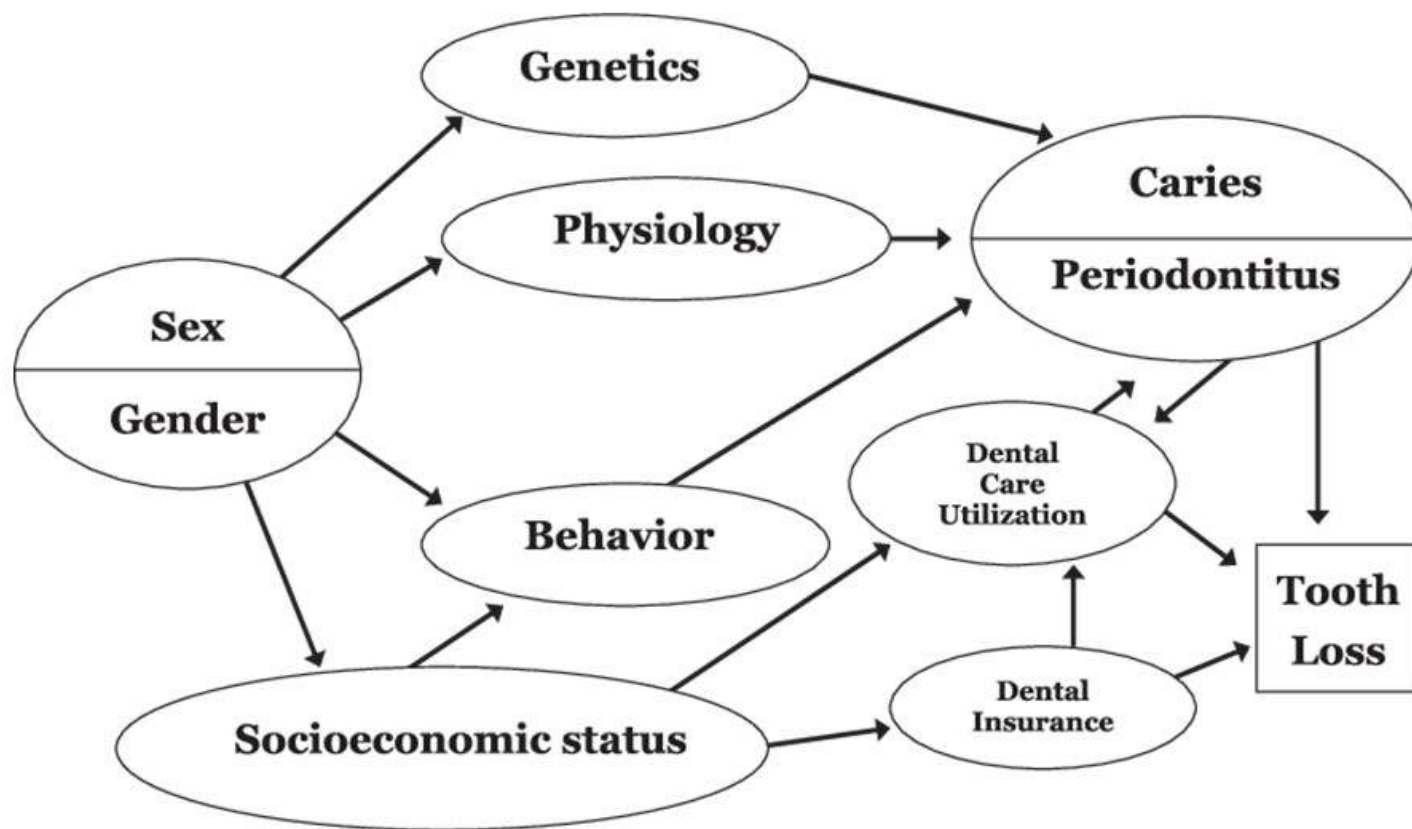 Genetics
Physiology
Caries
Periodontitus
Sex
Gender
Behavior
Dental
Care
Utilization
Tooth
Loss
Dental
Insurance
Socioeconomic status